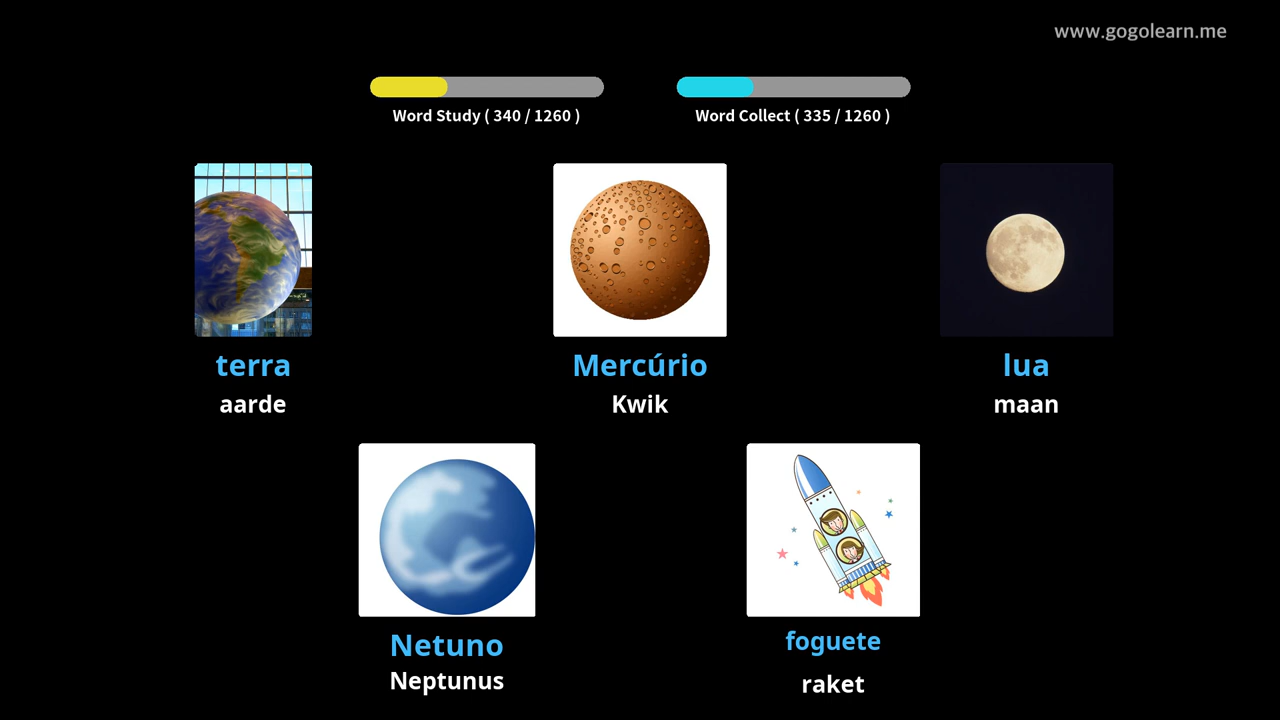 www.gogolearn.me
Word Study ( 340 / 1260 )
Word Collect ( 335 / 1260 )
terra
aarde
Mercúrio
Kwik
lua
maan
Netuno
Neptunus
foguete
raket